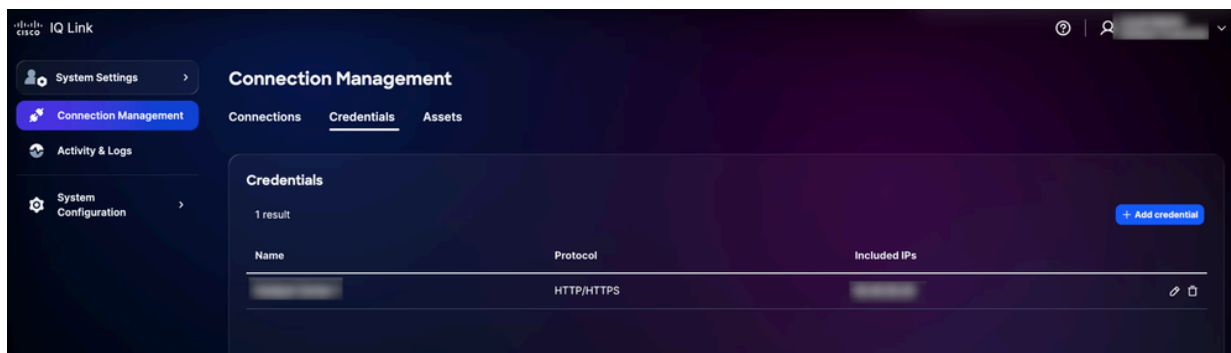 cisco IQ Link
System Settings
Connection Management
Activity & Logs
System
Configuration
Connection Management
Connections Credentials Assets
Credentials
1 result
+ Add credential
Name Protocol Included IPs
HTTP/HTTPS